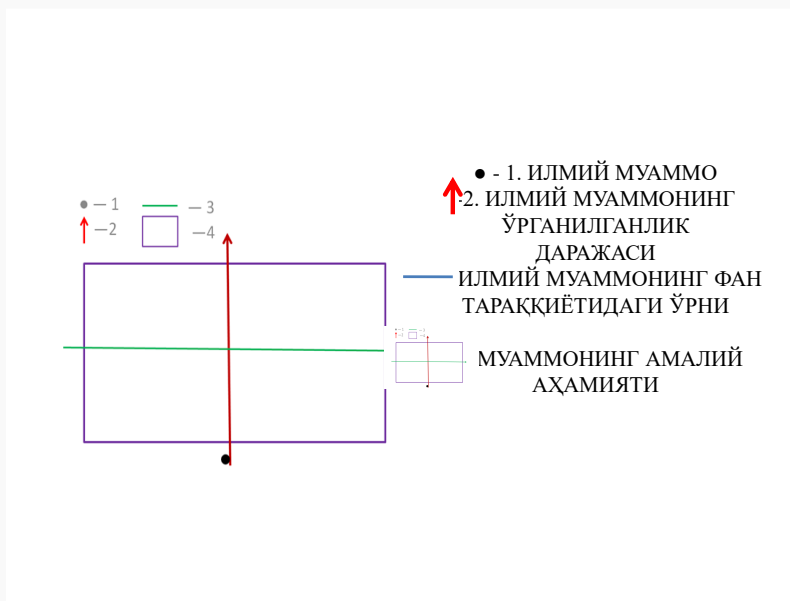 ● - 1. ИЛМИЙ МУАММО
-2. ИЛМИЙ МУАММОНИНГ
ЎРГАНИЛГАНЛИК
ДАРАЖАСИ
ИЛМИЙ МУАММОНИНГ ФАН
ТАРАҚҚИЁТИДАГИ ЎРНИ
МУАММОНИНГ АМАЛИЙ
АҲАМИЯТИ
● — 1
— 3
—2
—4